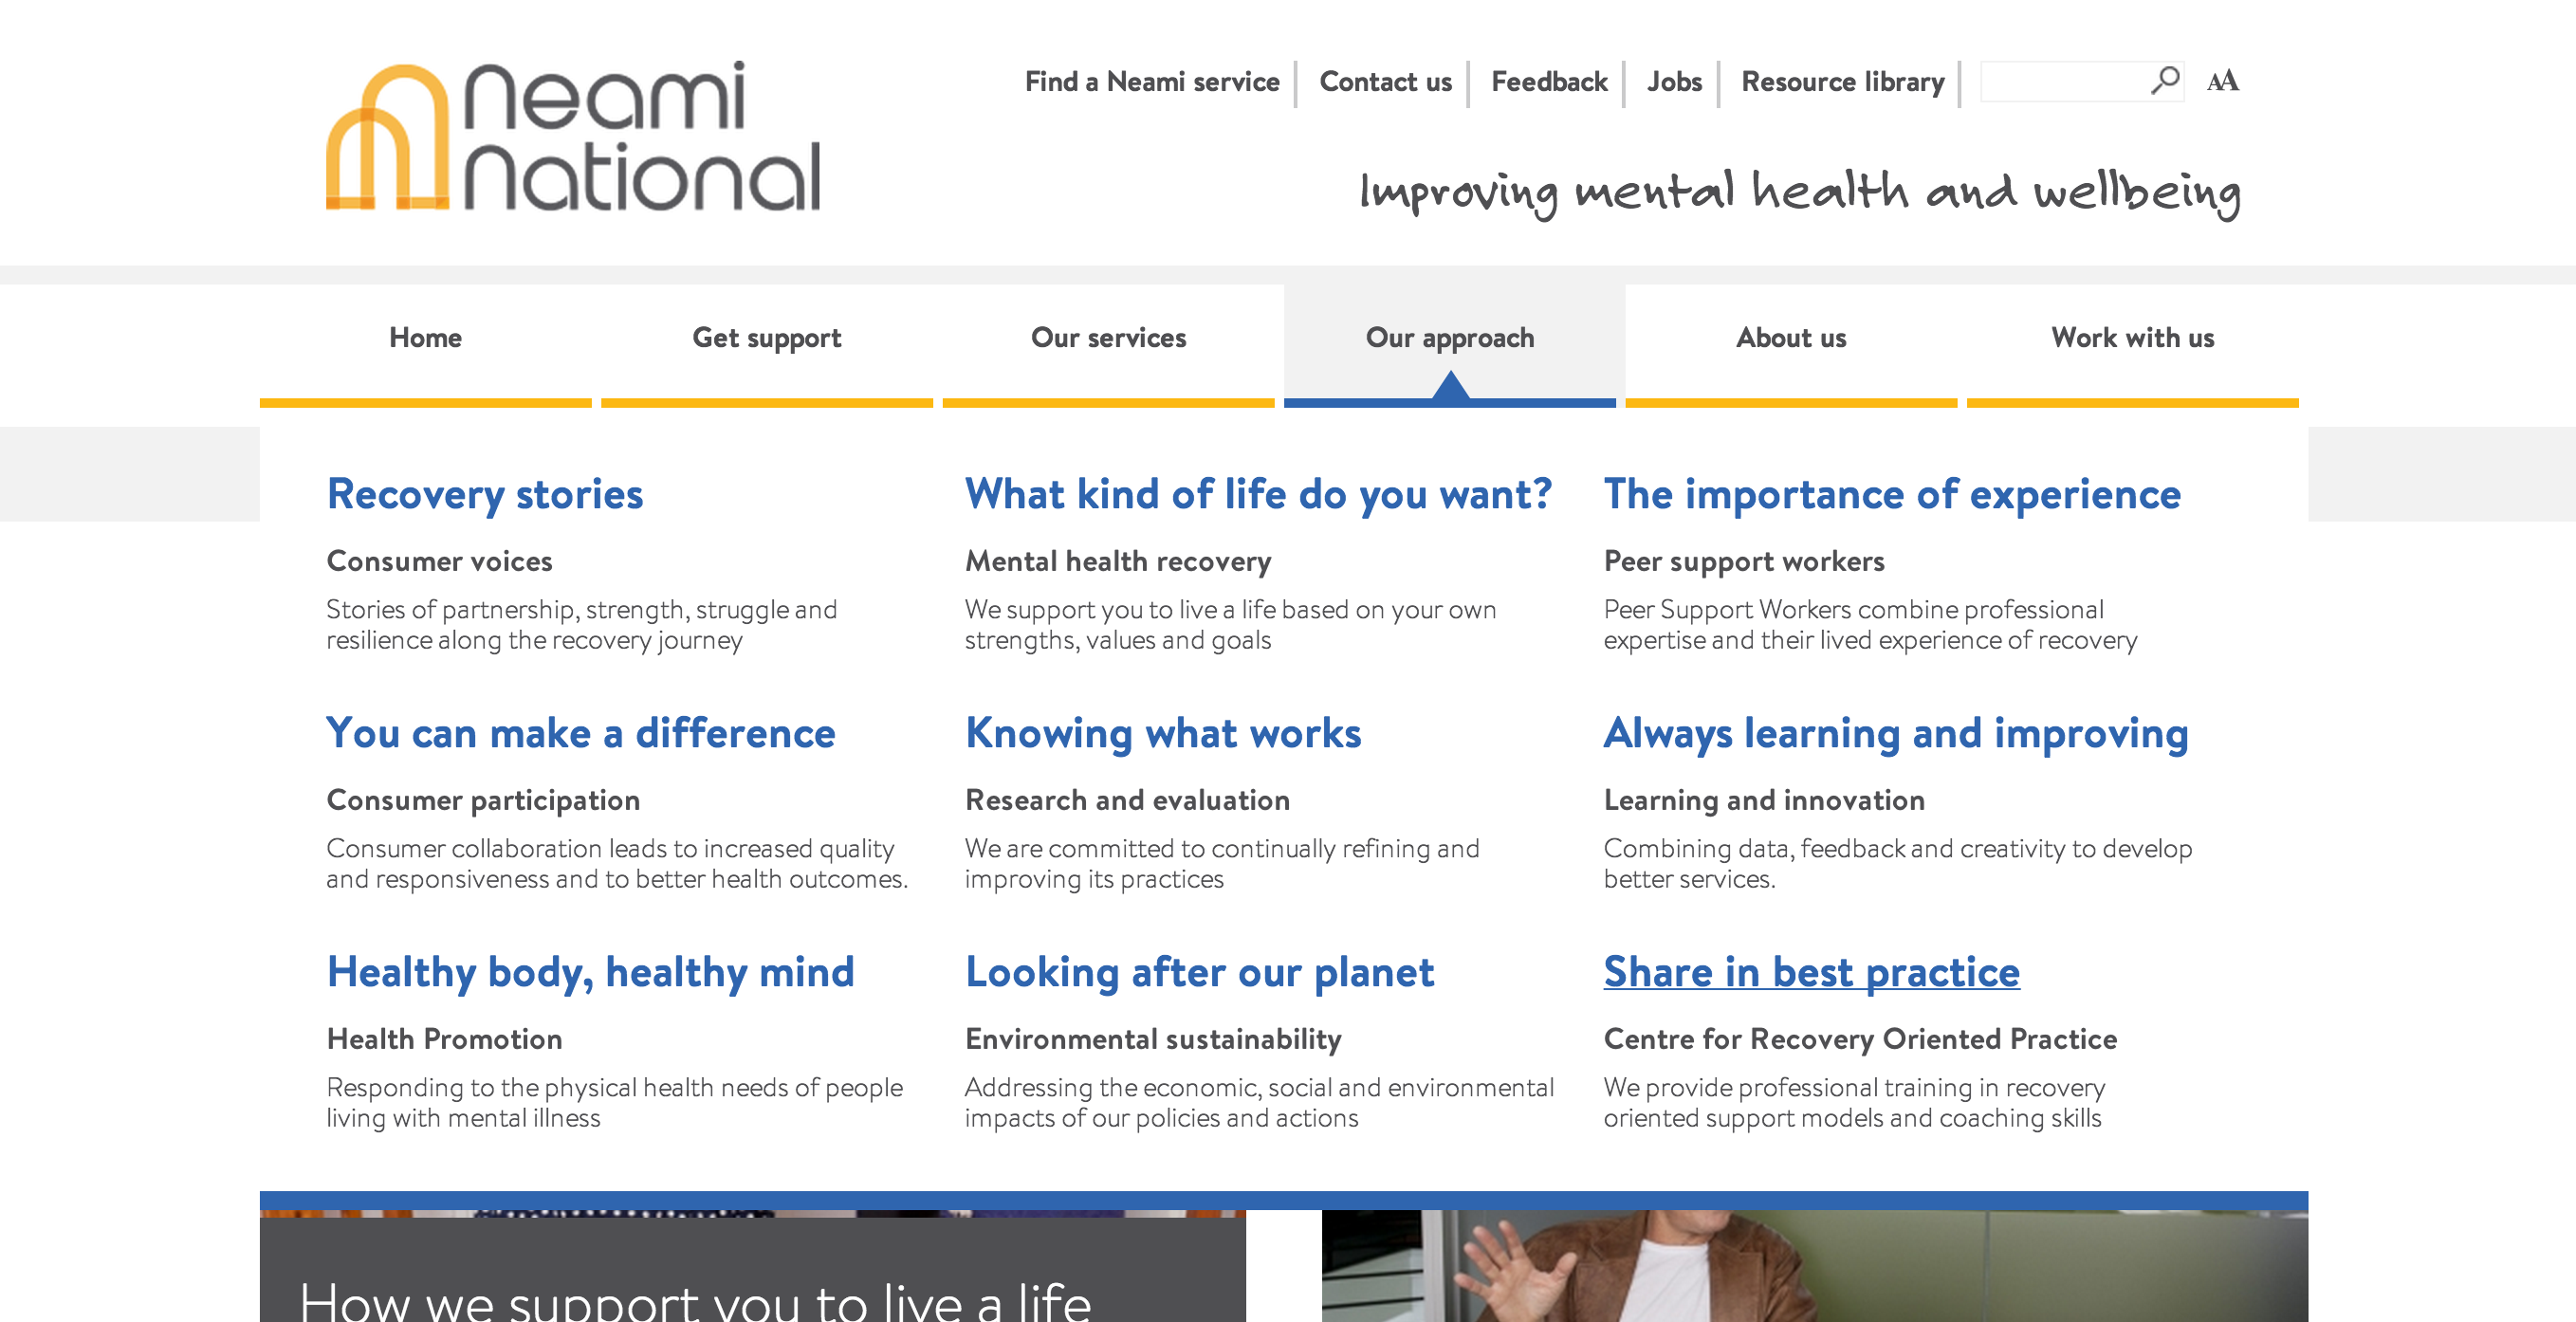 Neami
National
Find a Neami service
Contact us
Feedback
Jobs
Resource library
AA
Improving mental health and wellbeing
Home
Get support
Our services
Our approach
About us
Work with us
Recovery stories
Consumer voices
Stories of partnership, strength, struggle and
resilience along the recovery journey
What kind of life do you want?
Mental health recovery
We support you to live a life based on your own
strengths, values and goals
The importance of experience
Peer support workers
Peer Support Workers combine professional
expertise and their lived experience of recovery
You can make a difference
Consumer participation
Consumer collaboration leads to increased quality
and responsiveness and to better health outcomes.
Knowing what works
Research and evaluation
We are committed to continually refining and
improving its practices
Always learning and improving
Learning and innovation
Combining data, feedback and creativity to develop
better services.
Healthy body, healthy mind
Health Promotion
Responding to the physical health needs of people
living with mental illness
Looking after our planet
Environmental sustainability
Addressing the economic, social and environmental
impacts of our policies and actions
Share in best practice
Centre for Recovery Oriented Practice
We provide professional training in recovery
oriented support models and coaching skills
How we support you to live a life